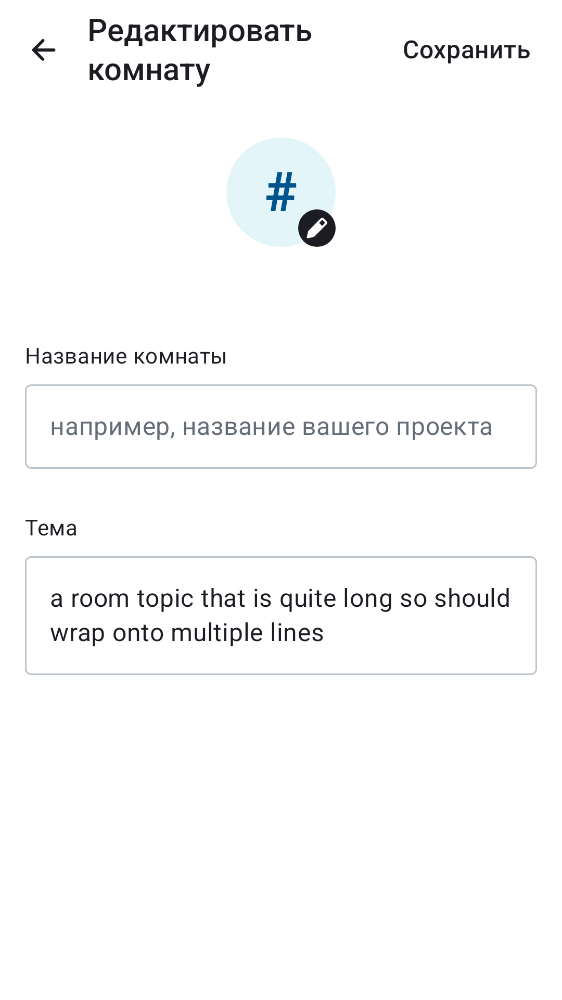 Редактировать
комнату
Сохранить
#
Название комнаты
например, название вашего проекта
Тема
a room topic that is quite long so should
wrap onto multiple lines